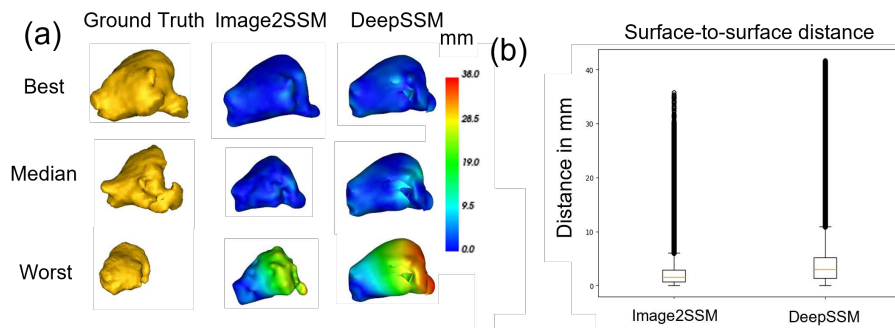 (a)
Ground Truth Image2SSM DeepSSM
mm
Best
Median
Worst
38.0
28.5
19.0
9.5
0.0
(b)
Surface-to-surface distance
Distance in mm
40
30
20
10
0
Image2SSM DeepSSM